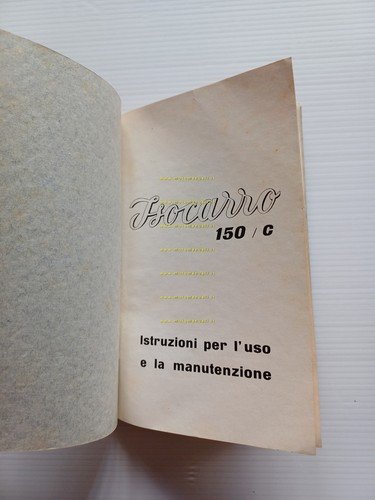 Isocarro
150 / C
Istruzioni per l'uso
e la manutenzione